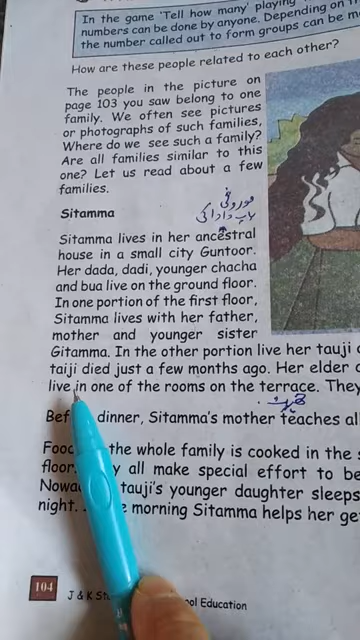 In the game 'Tell how many' playing
numbers can be done by anyone. Depending on
the number called out to form groups can be
How are these people related to each other?
The people in the picture on
page 103 you saw belong to one
family. We often see pictures
or photographs of such families,
Where do we see such a family?
Are all families similar to this
one? Let us read about a few
families.
موروثی
Sitamma
باپ دادا کی
Sitamma lives in her ancestral
house in a small city Guntoor.
Her dada, dadi, younger chacha
and bua live on the ground floor.
In one portion of the first floor,
Sitamma lives with her father,
mother and younger sister
Gitamma. In the other portion live her tauji
taiji died just a few months ago. Her elder
live in one of the rooms on the terrace. They
dinner, Sitamma's mother teaches
the whole family is cooked in the
floor. all make special effort to be
tauji's younger daughter sleeps
night. morning Sitamma helps her
104
J & K School Education